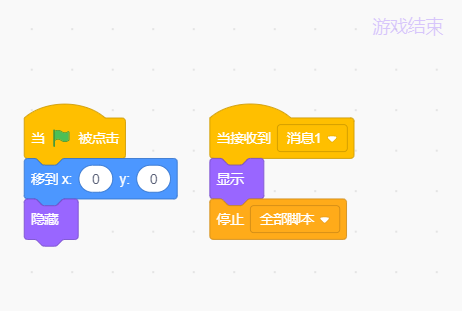 游戏结束
当 被点击
移到 x: 0 y: 0
隐藏
当接收到 消息1
显示
停止 全部脚本